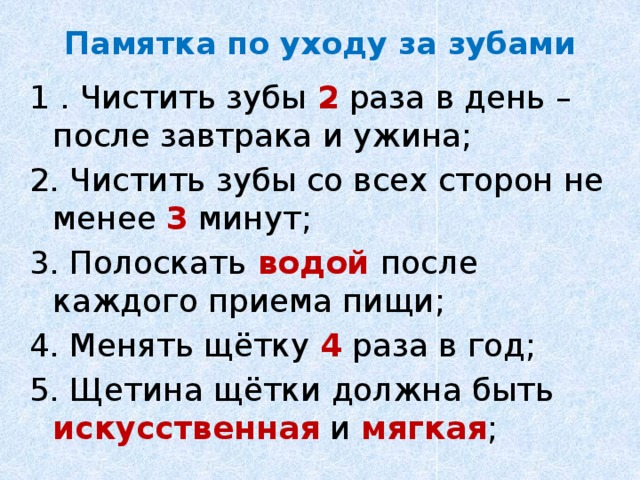 Памятка по уходу за зубами
1 . Чистить зубы 2 раза в день –
после завтрака и ужина;
2. Чистить зубы со всех сторон не
менее 3 минут;
3. Полоскать водой после
каждого приема пищи;
4. Менять щётку 4 раза в год;
5. Щетина щётки должна быть
искусственная и мягкая;